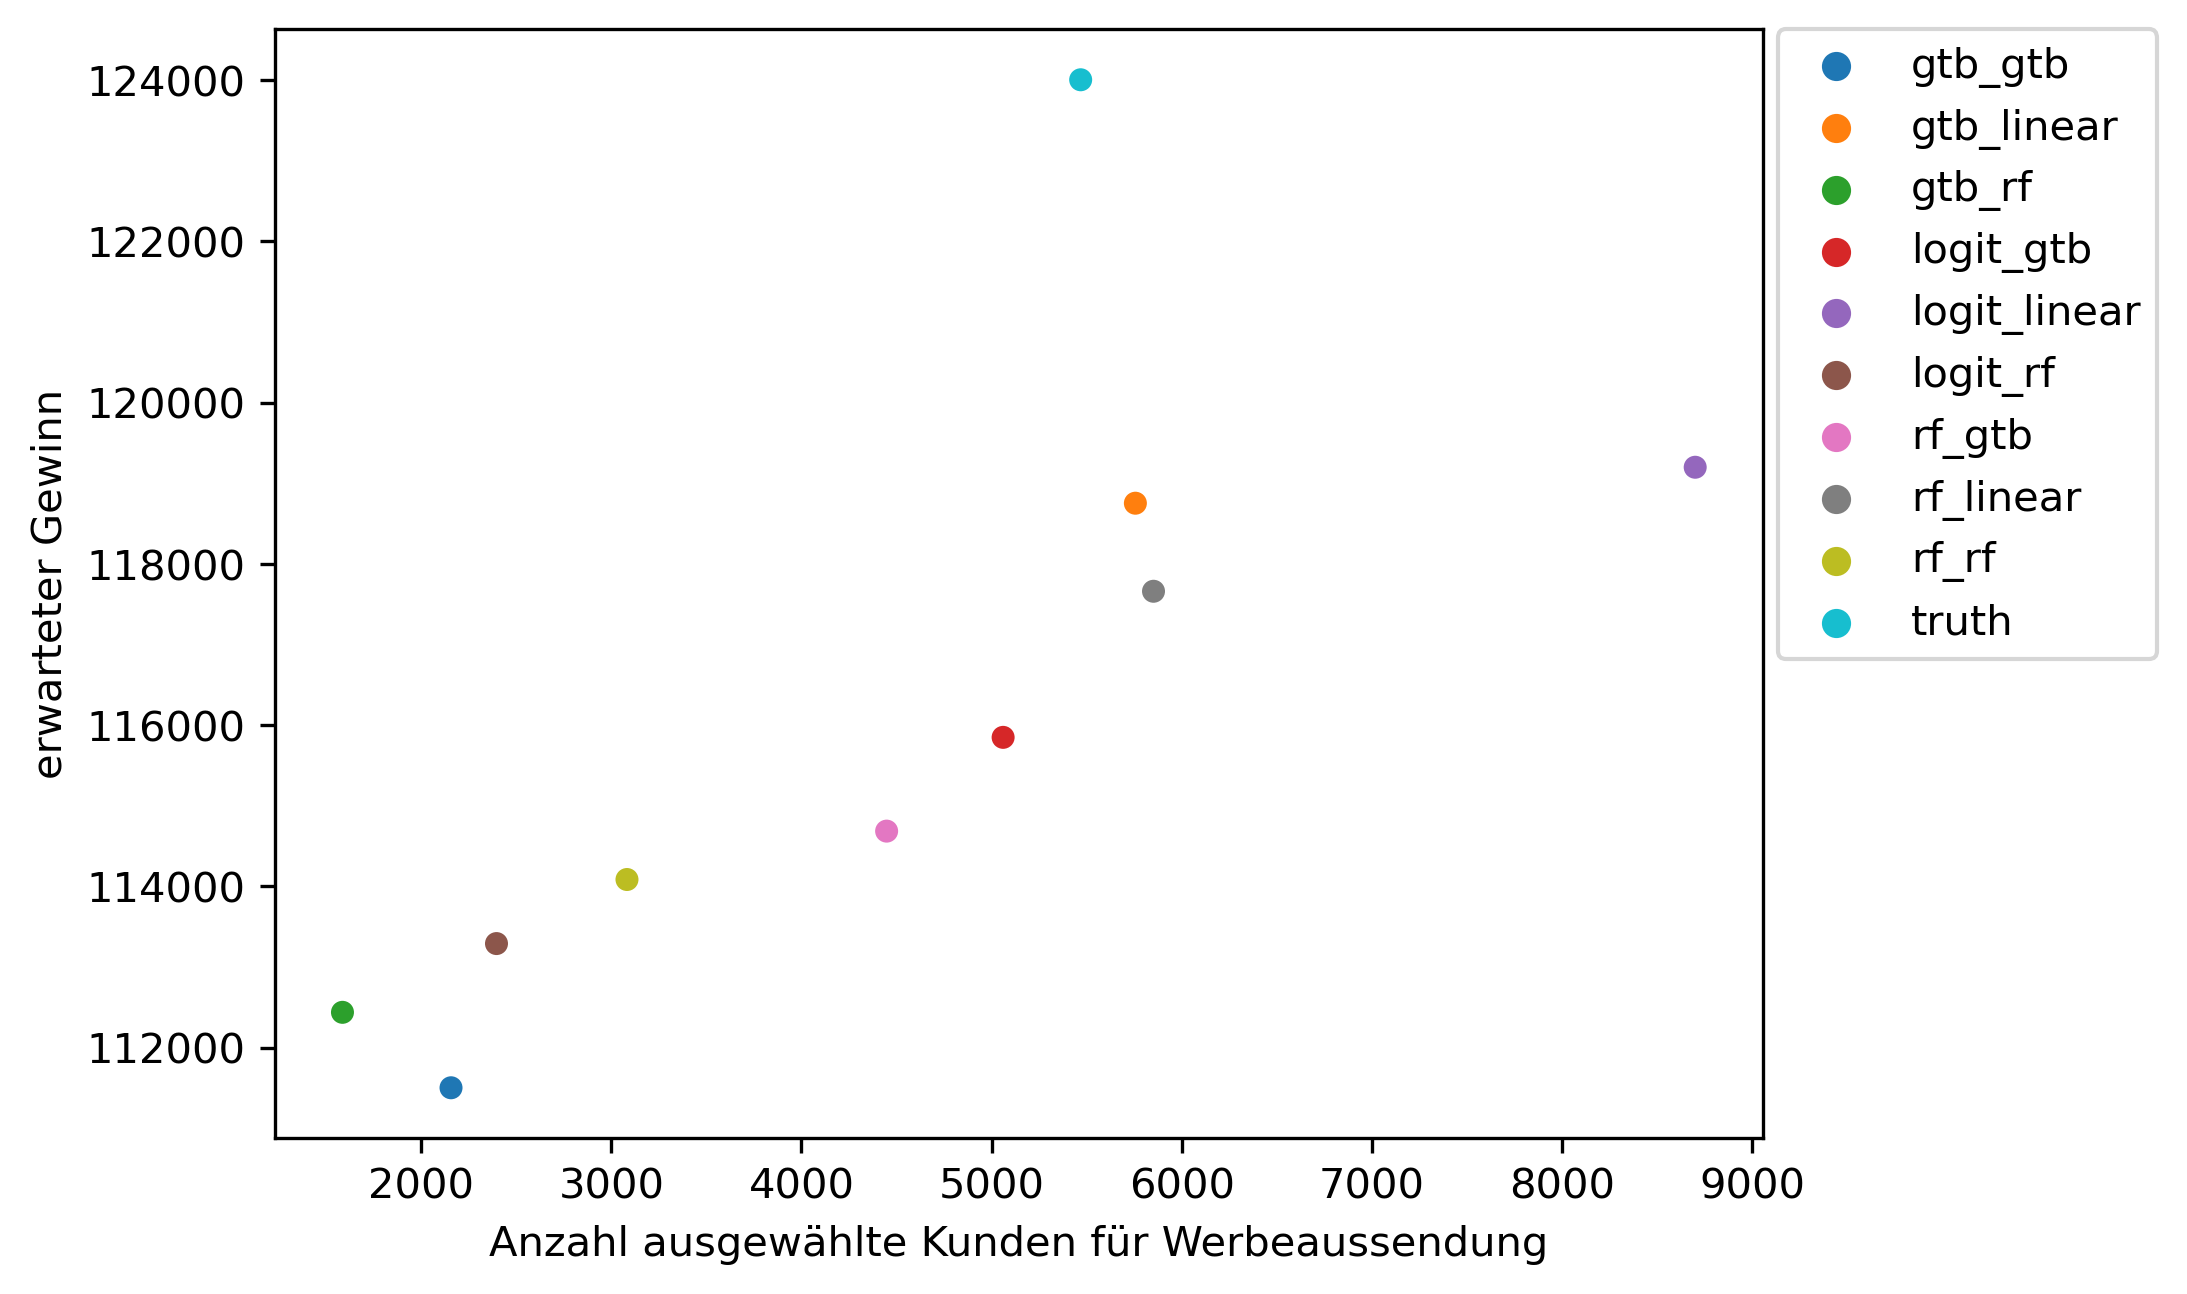 124000
122000
120000
118000
116000
114000
112000
erwarteter Gewinn
2000 3000 4000 5000 6000 7000 8000 9000
Anzahl ausgewählte Kunden für Werbeaussendung
gtb_gtb
gtb_linear
gtb_rf
logit_gtb
logit_linear
logit_rf
rf_gtb
rf_linear
rf_rf
truth